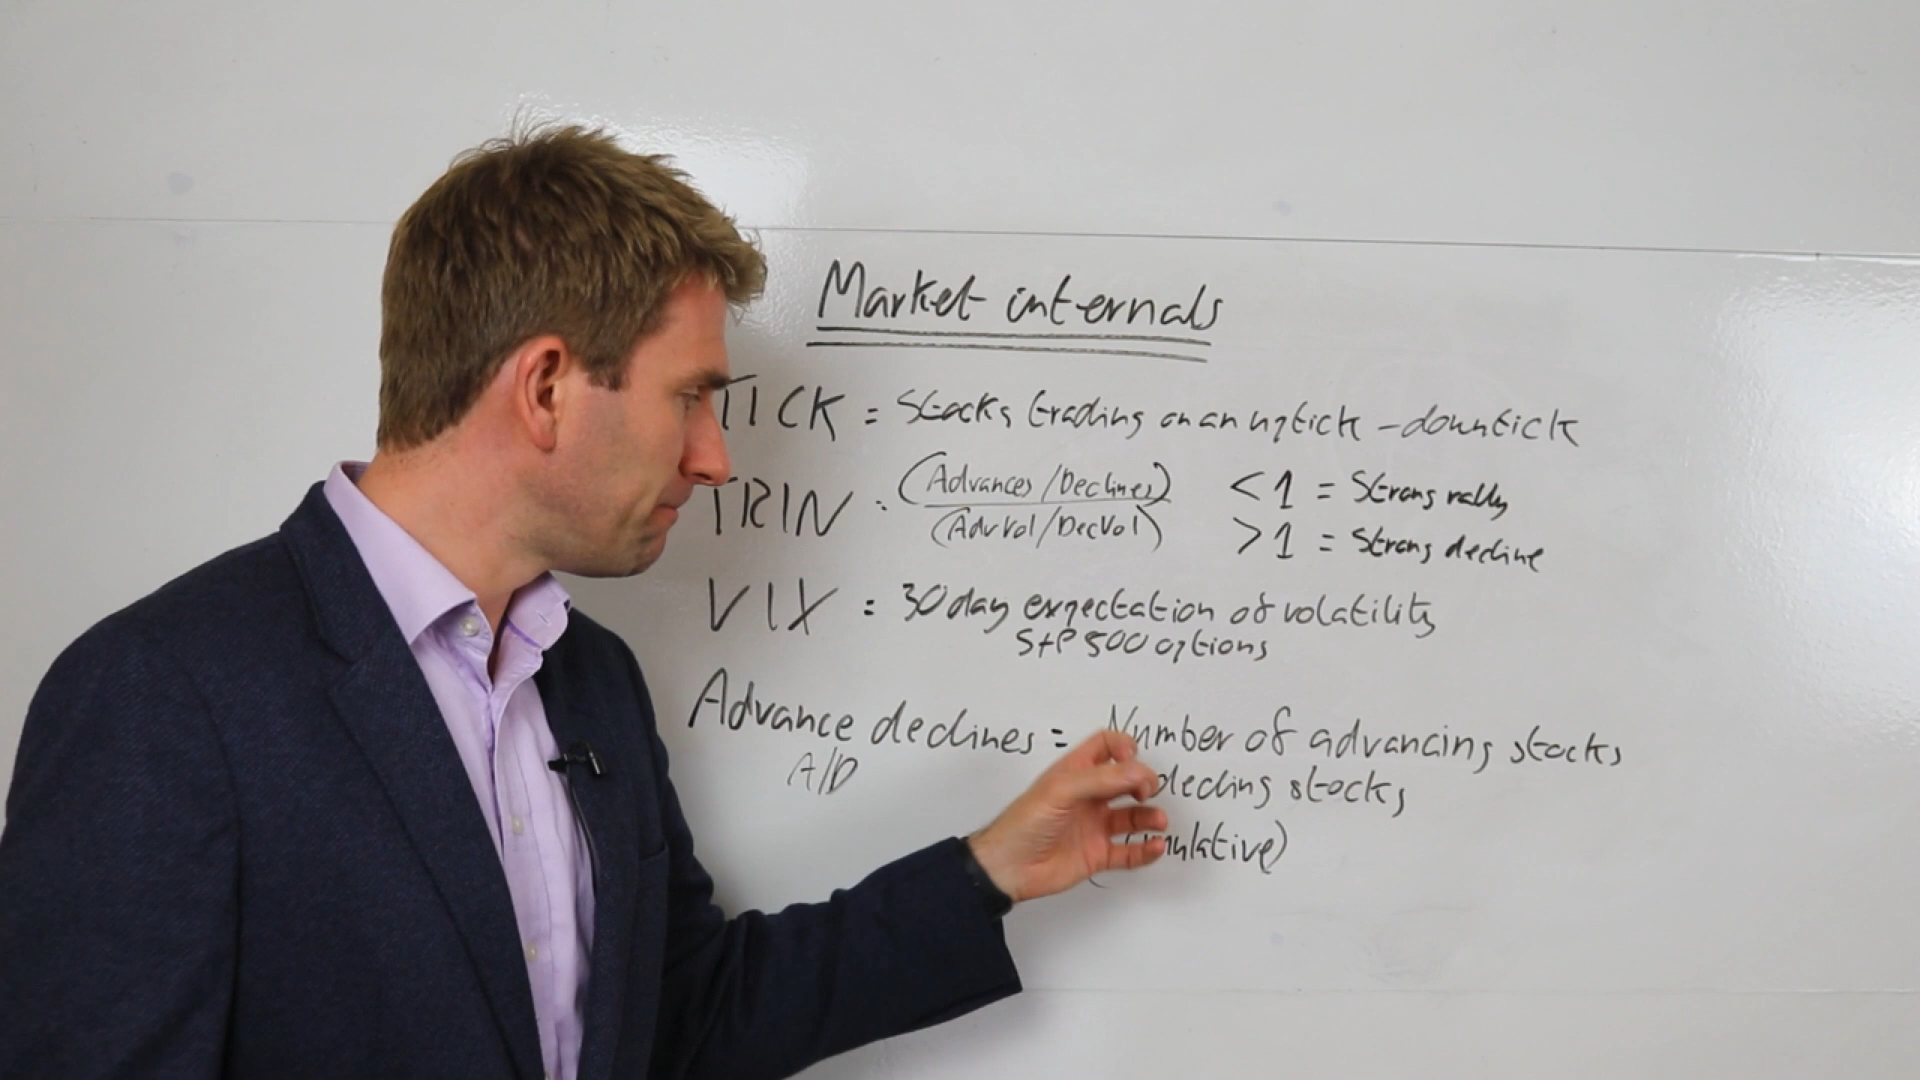 Market internals
TICK = Stocks trading on an uptick - downtick
TRIN : (Advances/Declines) <1 = Strong rally
(AdvVol/DecVol) >1 = Strong decline
VIX = 30 day expectation of volatility
S+P 500 options
Advance declines = Number of advancing stocks
A/D decling stocks